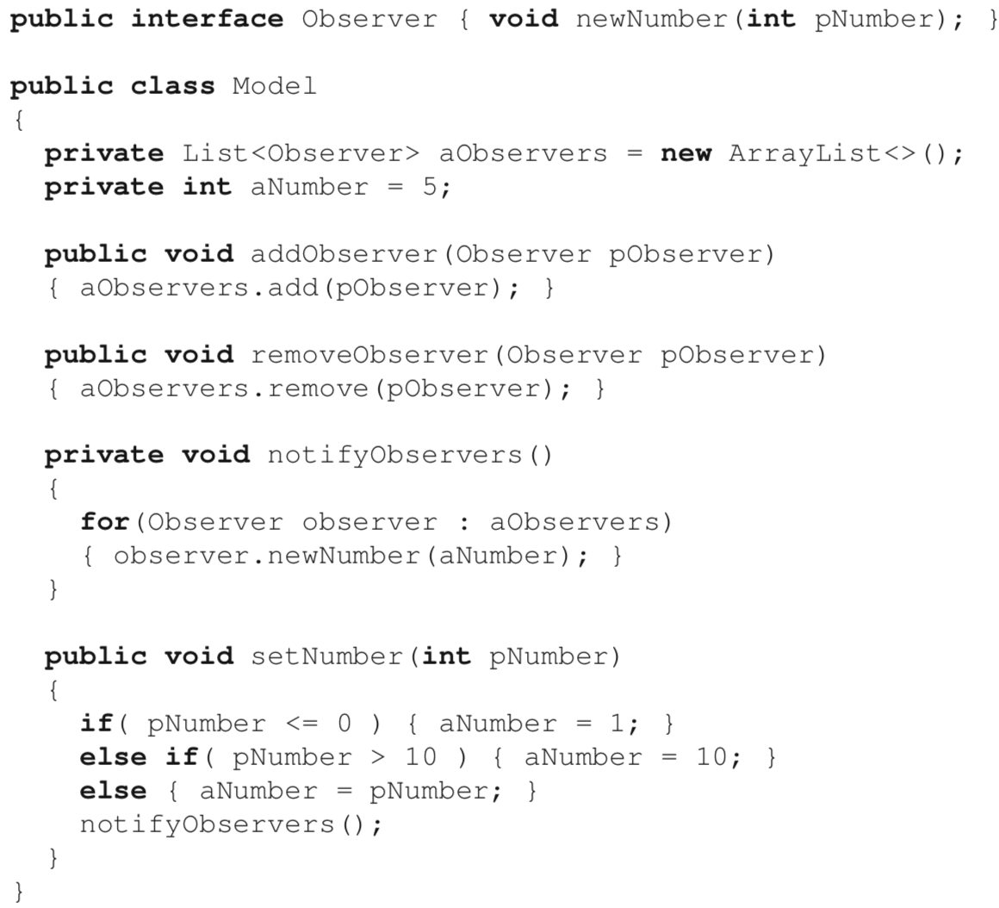 public interface Observer { void newNumber(int pNumber); }
public class Model
{
private List<Observer> aObservers = new ArrayList<>();
private int aNumber = 5;
public void addObserver(Observer pObserver)
{ aObservers.add(pObserver); }
public void removeObserver(Observer pObserver)
{ aObservers.remove(pObserver); }
private void notifyObservers()
{
for(Observer observer : aObservers)
{ observer.newNumber(aNumber); }
}
public void setNumber(int pNumber)
{
if( pNumber <= 0 ) { aNumber = 1; }
else if( pNumber > 10 ) { aNumber = 10; }
else { aNumber = pNumber; }
notifyObservers();
}
}